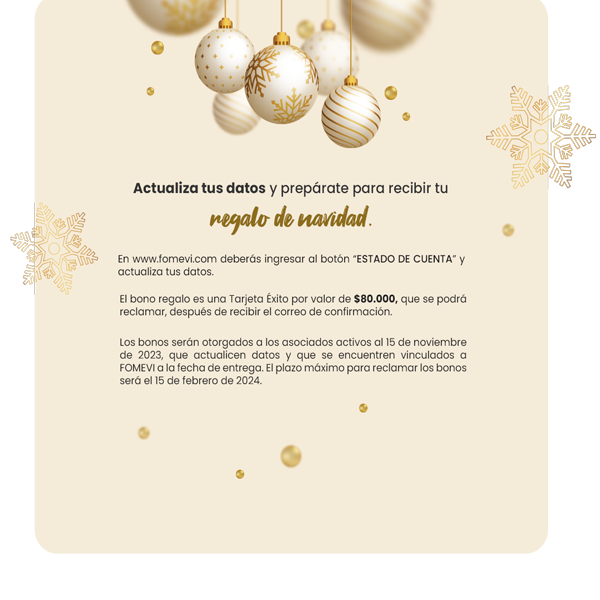 Actualiza tus datos y prepárate para recibir tu
regalo de navidad.
En www.fomevi.com deberás ingresar al botón “ESTADO DE CUENTA” y
actualiza tus datos.
El bono regalo es una Tarjeta Éxito por valor de $80.000, que se podrá
reclamar, después de recibir el correo de confirmación.
Los bonos serán otorgados a los asociados activos al 15 de noviembre
de 2023, que actualicen datos y que se encuentren vinculados a
FOMEVI a la fecha de entrega. El plazo máximo para reclamar los bonos
será el 15 de febrero de 2024.